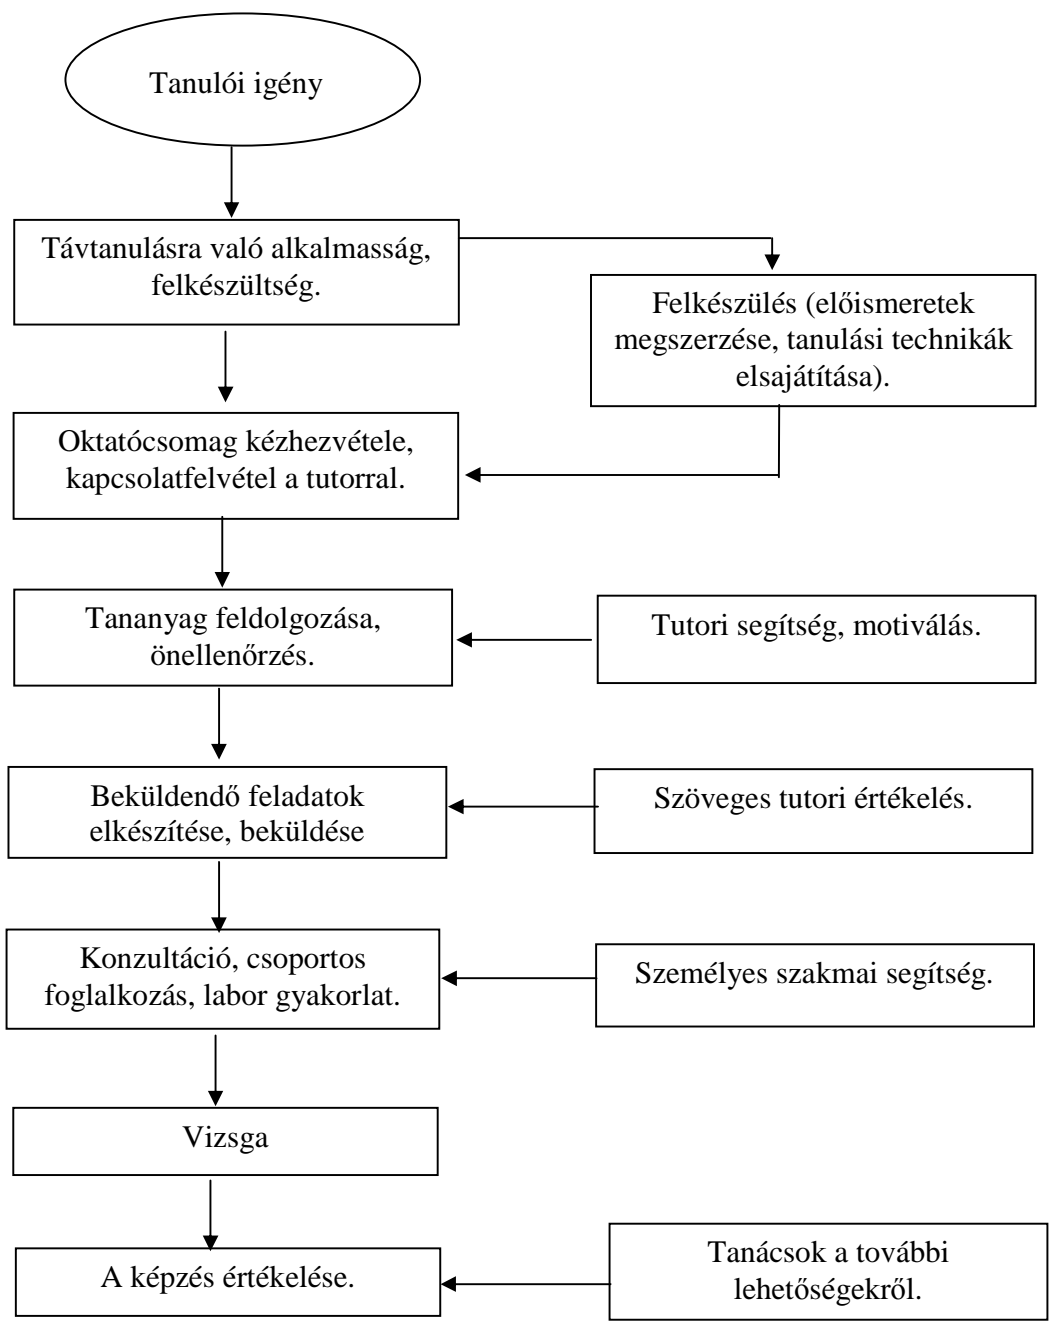 Tanulói igény
Távtanulásra való alkalmasság,
felkészültség.
Felkészülés (előismeretek
megszerzése, tanulási technikák
elsajátítása).
Oktatócsomag kézhezvétele,
kapcsolatfelvétel a tutorral.
Tananyag feldolgozása,
önellenőrzés.
Tutori segítség, motiválás.
Beküldendő feladatok
elkészítése, beküldése
Szöveges tutori értékelés.
Konzultáció, csoportos
foglalkozás, labor gyakorlat.
Személyes szakmai segítség.
Vizsga
A képzés értékelése.
Tanácsok a további
lehetőségekről.